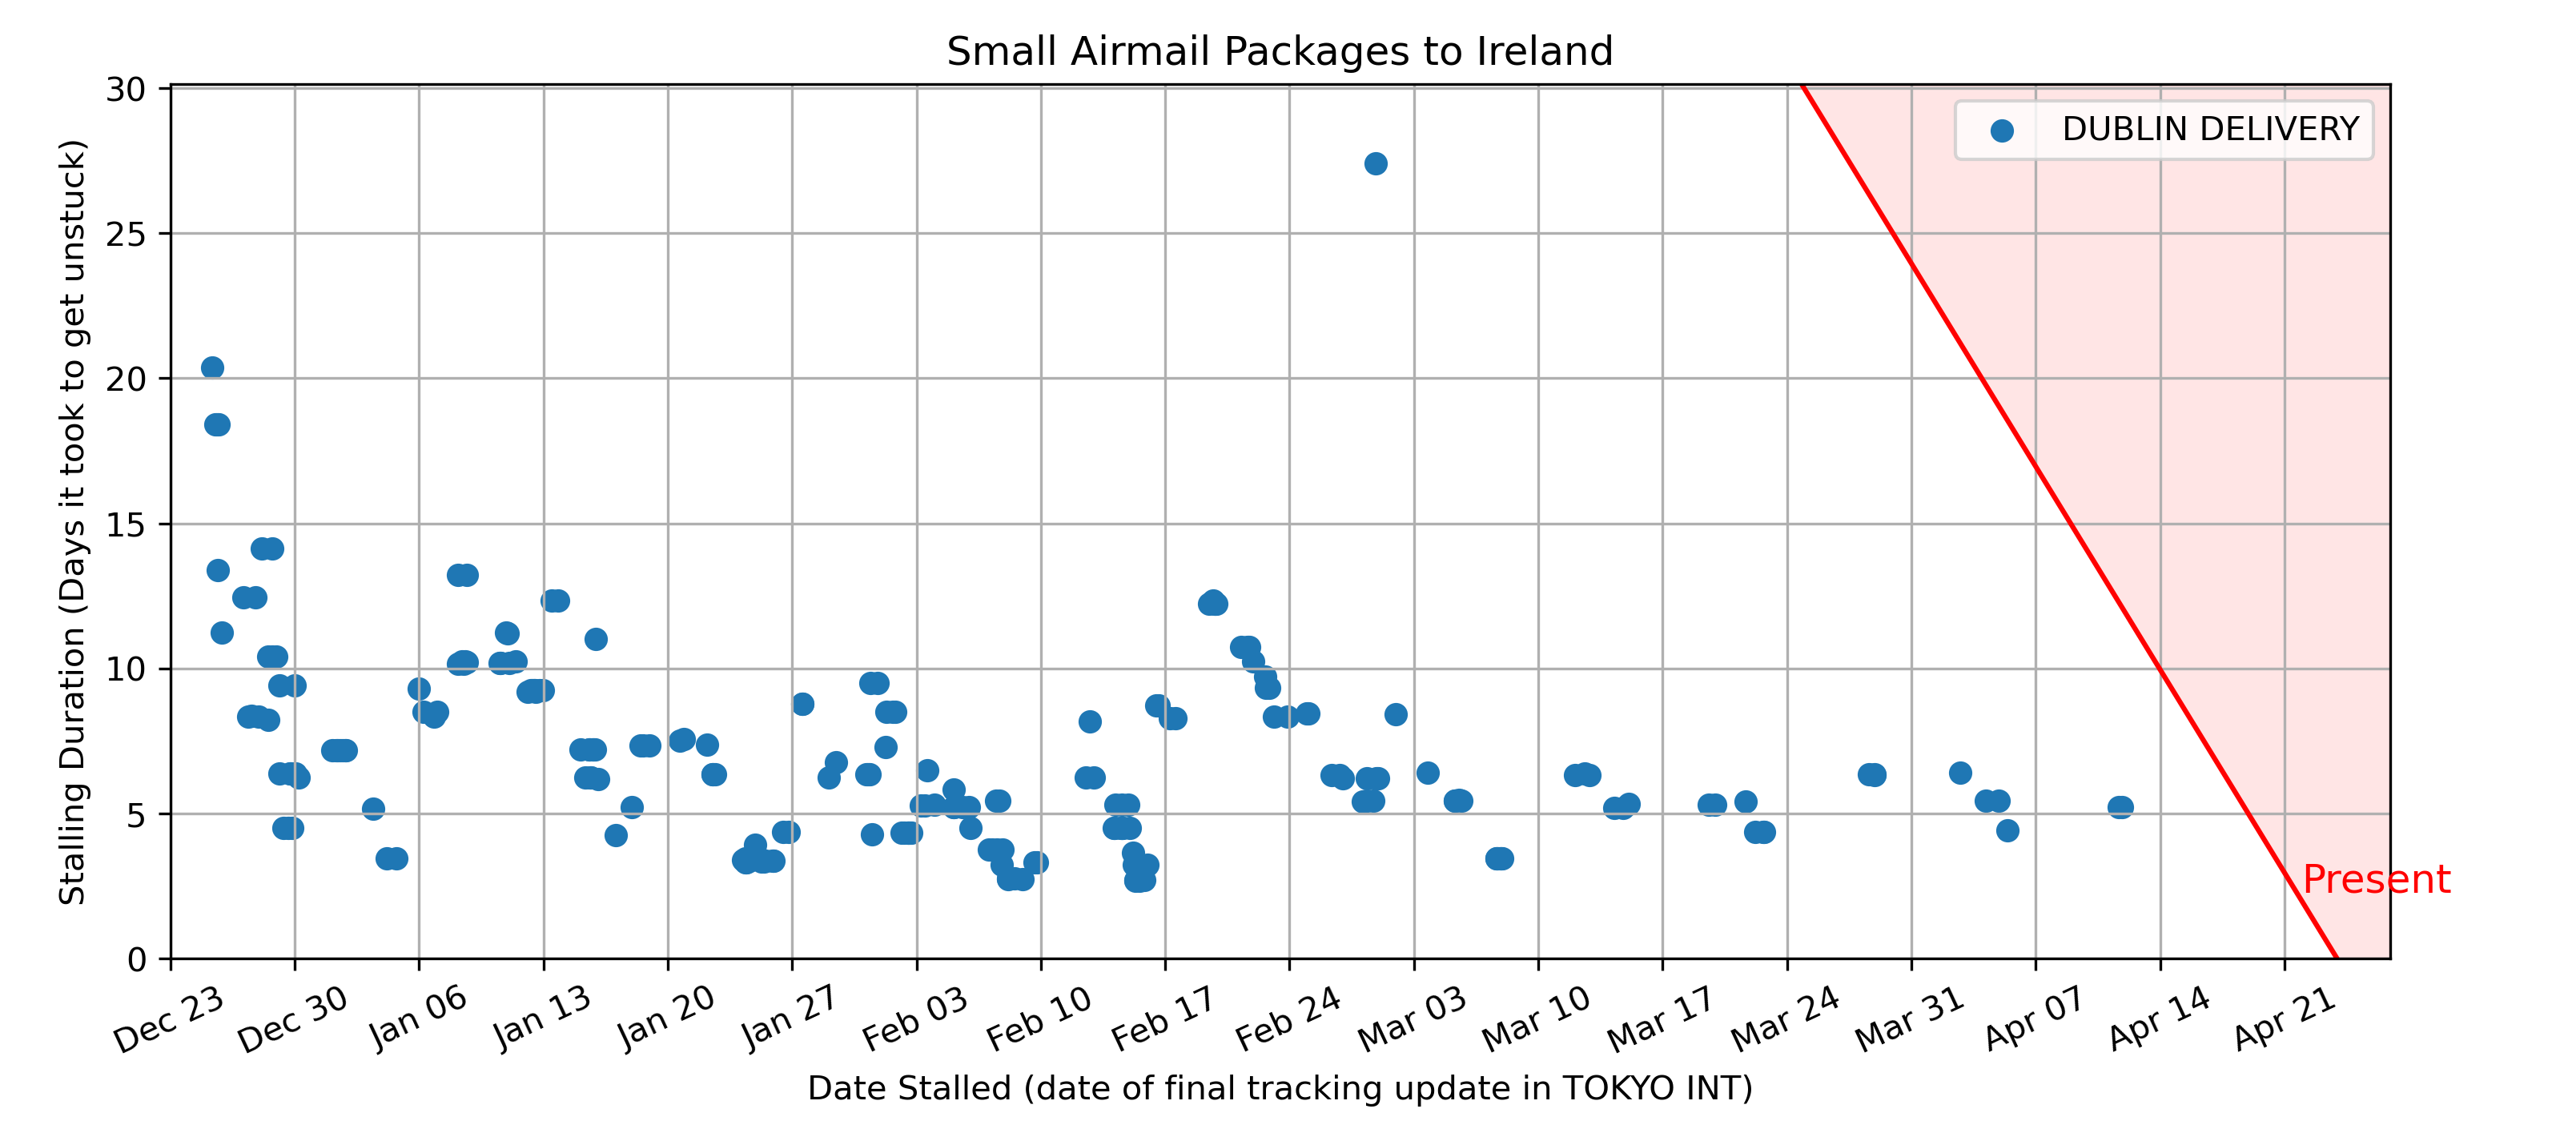 Small Airmail Packages to Ireland
DUBLIN DELIVERY
Stalling Duration (Days it took to get unstuck)
30
25
20
15
10
5
0
Present
Dec 23
Dec 30
Jan 06
Jan 13
Jan 20
Jan 27
Feb 03
Feb 10
Feb 17
Feb 24
Mar 03
Mar 10
Mar 17
Mar 24
Mar 31
Apr 07
Apr 14
Apr 21
Date Stalled (date of final tracking update in TOKYO INT)